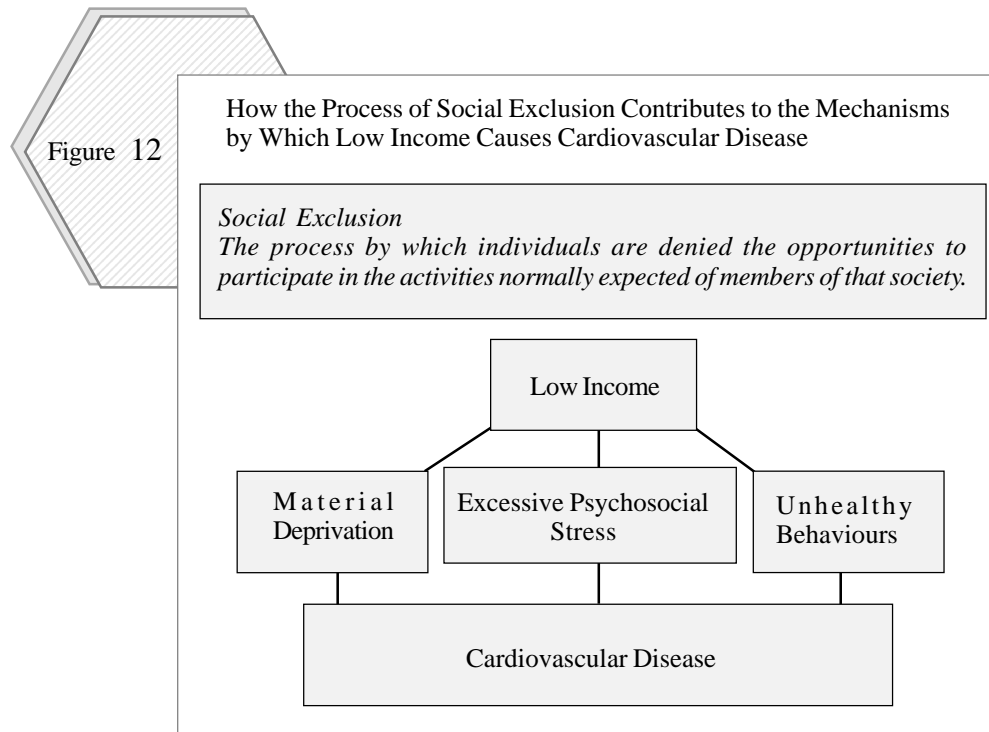 Figure 12
How the Process of Social Exclusion Contributes to the Mechanisms
by Which Low Income Causes Cardiovascular Disease
Social Exclusion
The process by which individuals are denied the opportunities to
participate in the activities normally expected of members of that society.
Low Income
Material
Deprivation
Excessive Psychosocial
Stress
Unhealthy
Behaviours
Cardiovascular Disease